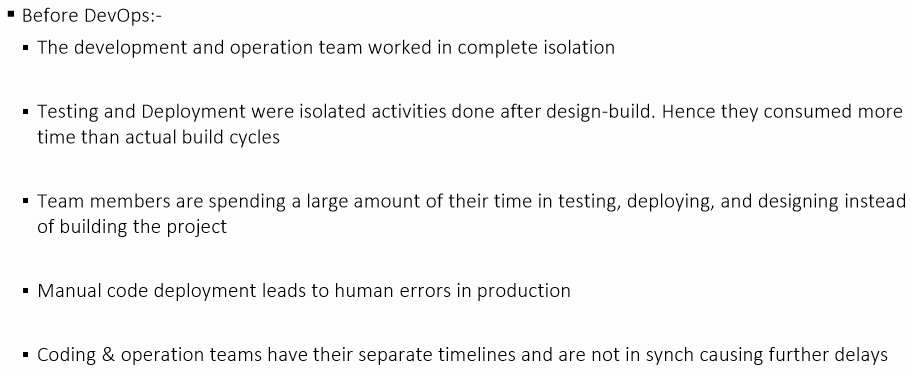 ▪ Before DevOps:-
▪ The development and operation team worked in complete isolation
▪ Testing and Deployment were isolated activities done after design-build. Hence they consumed more
time than actual build cycles
▪ Team members are spending a large amount of their time in testing, deploying, and designing instead
of building the project
▪ Manual code deployment leads to human errors in production
▪ Coding & operation teams have their separate timelines and are not in synch causing further delays